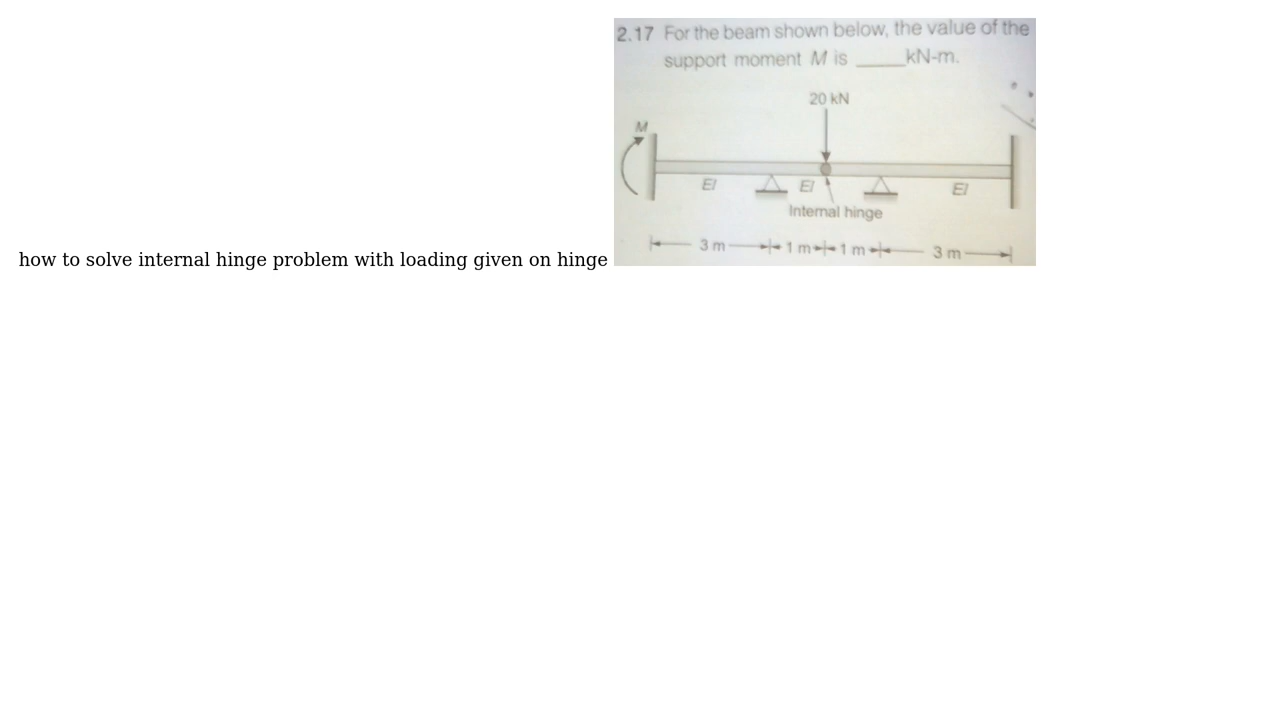 2.17 For the beam shown below, the value of the
support moment M is ____kN-m.
20 kN
M
EI
EI
EI
Internal hinge
3 m
1 m
1 m
3 m
how to solve internal hinge problem with loading given on hinge